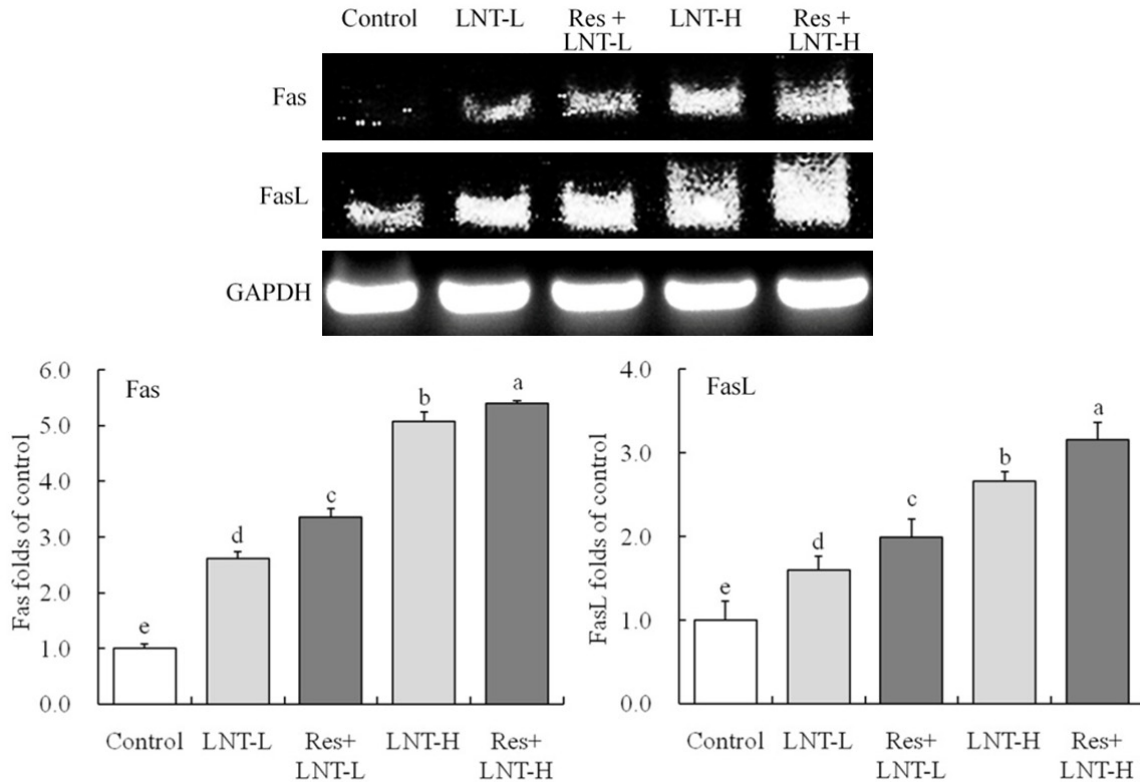 Control LNT-L Res + LNT-L LNT-H Res + LNT-H
Fas
FasL
GAPDH
Fas
Fas folds of control
6.0
5.0
4.0
3.0
2.0
1.0
0.0
e
d
c
b
a
Control LNT-L Res+ LNT-L LNT-H Res+ LNT-H
FasL
FasL folds of control
4.0
3.0
2.0
1.0
0.0
e
d
c
b
a
Control LNT-L Res+ LNT-L LNT-H Res+ LNT-H